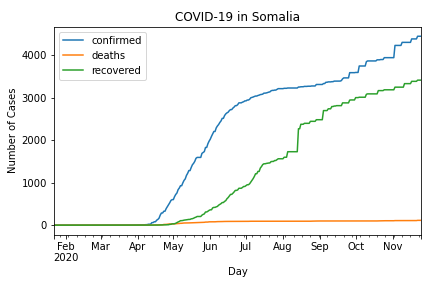 COVID-19 in Somalia
confirmed
deaths
recovered
Number of Cases
4000
3000
2000
1000
0
Feb Mar Apr May Jun Jul Aug Sep Oct Nov
2020
Day